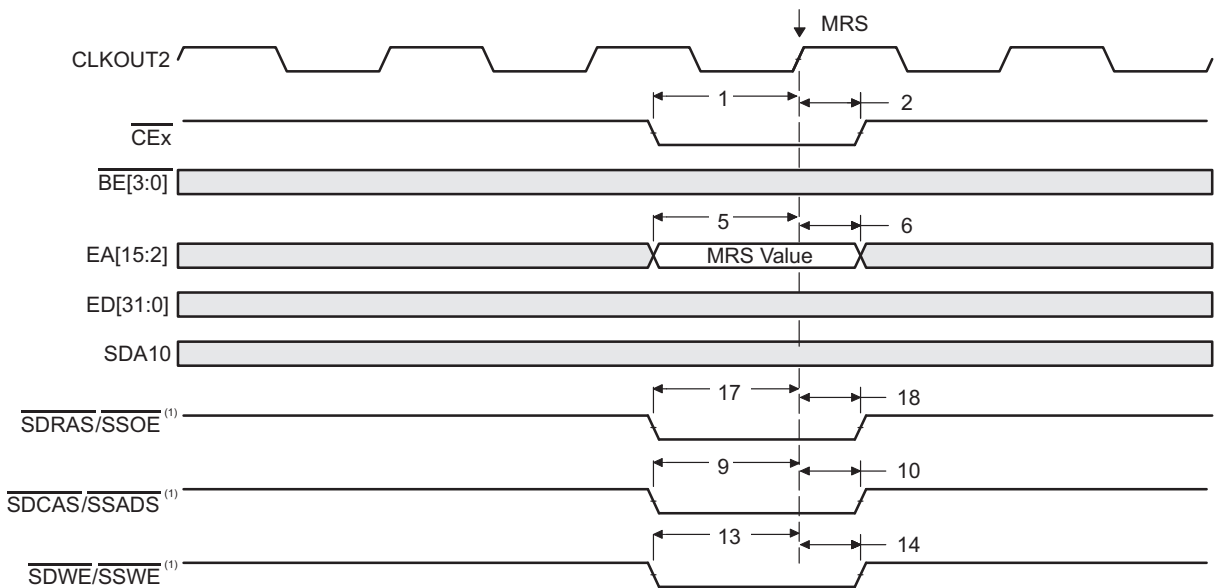 MRS
CLKOUT2
1
2
CEx
BE[3:0]
5
6
EA[15:2]
MRS Value
ED[31:0]
SDA10
17
18
SDRAS/SSOE (1)
9
10
SDCAS/SSADS (1)
13
14
SDWE/SSWE (1)